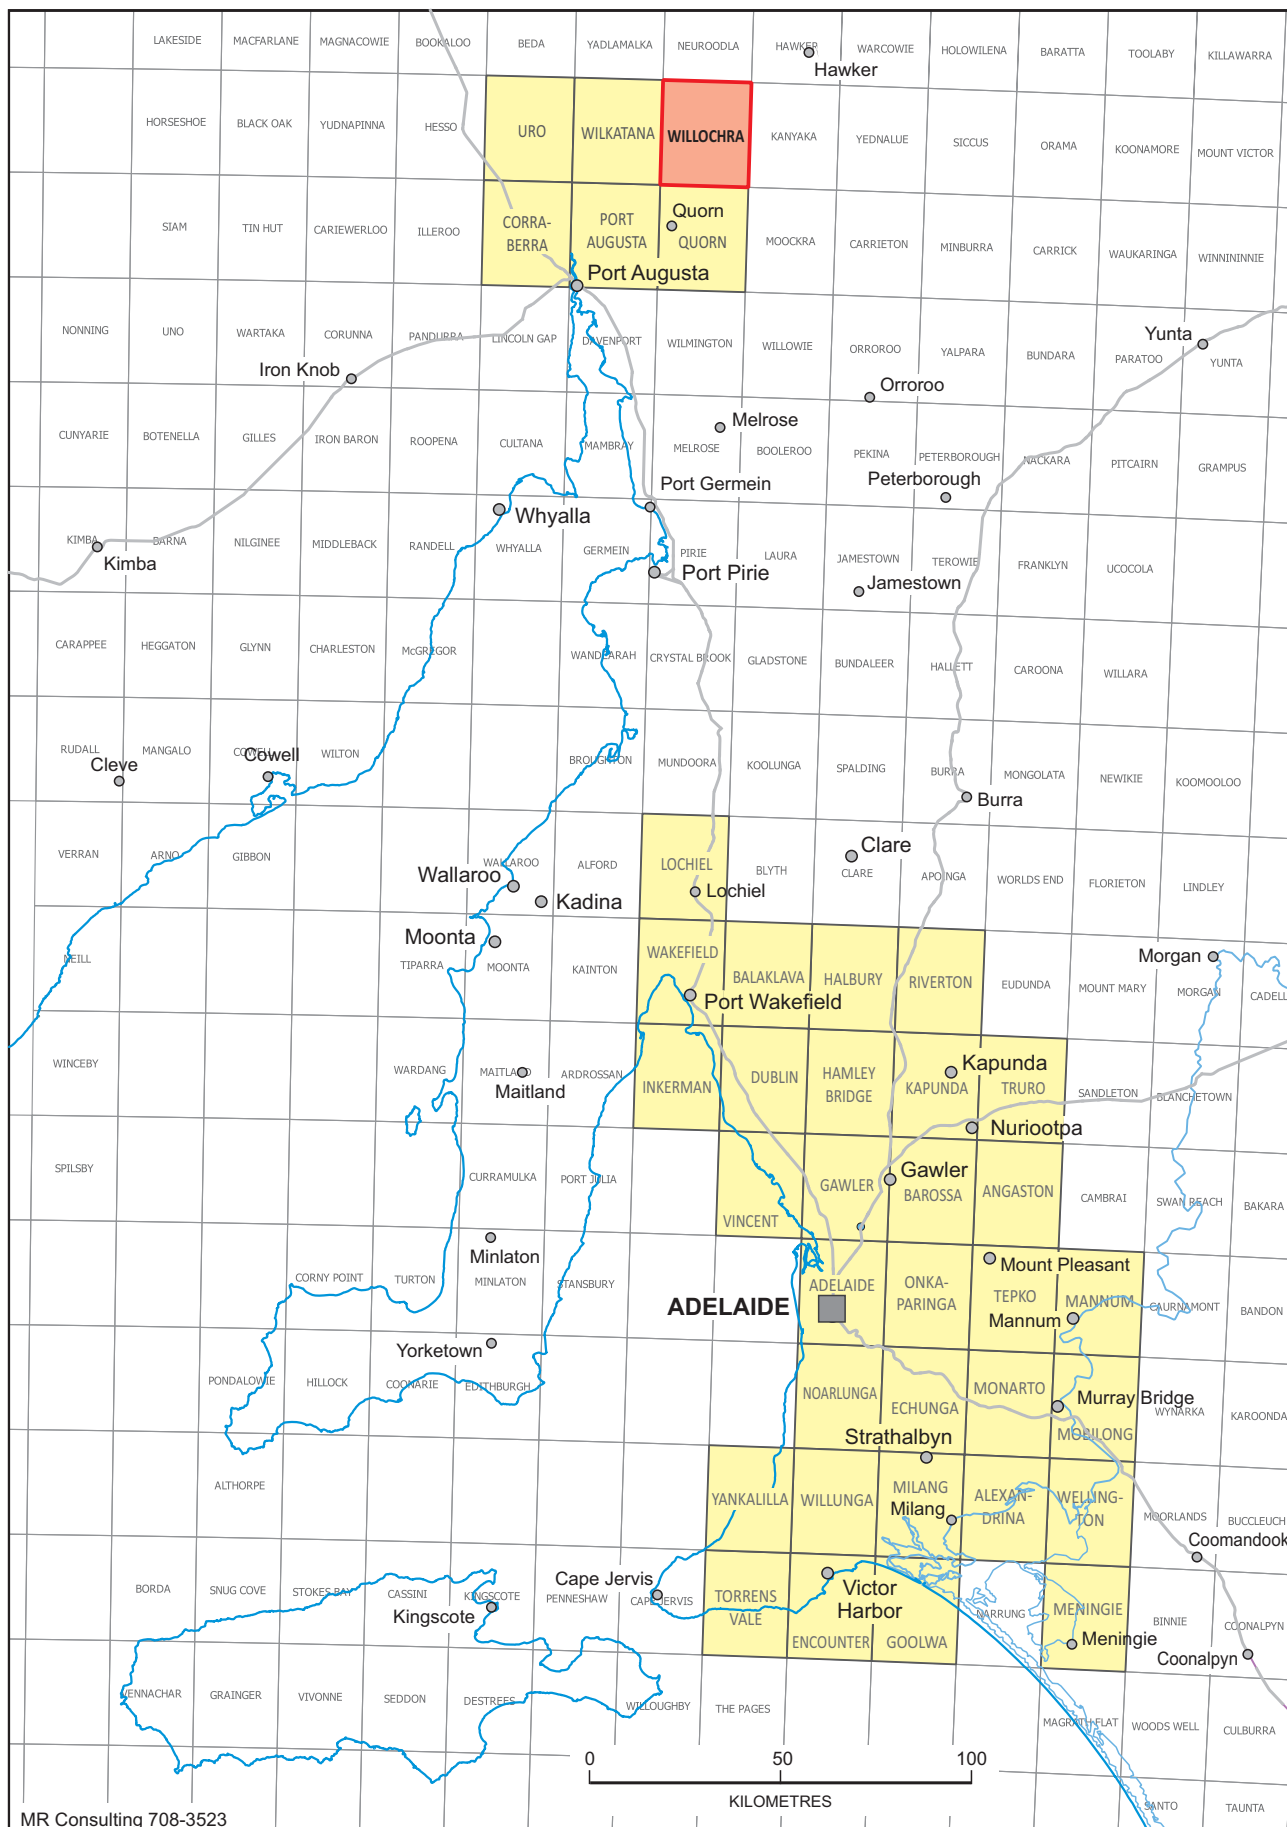 LAKESIDE
MACFARLANE
MAGNACOWIE
BOOKALOO
BEDA
YADLAMALKA
NEUROODLA
HAWKER
WARCOWIE
HOLOWILENA
BARATTA
TOOLABY
KILLAWARRA
Hawker
HORSESHOE
BLACK OAK
YUDNAPINNA
HESSO
URO
WILKATANA
WILLOCHRA
KANYAKA
YEDNALUE
SICCUS
ORAMA
KOONAMORE
MOUNT VICTOR
SIAM
TIN HUT
CARIEWERLOO
ILLEROO
CORRA-
BERRA
PORT
AUGUSTA
Quorn
QUORN
MOOCKRA
CARRIETON
MINBURRA
CARRICK
WAUKARINGA
WINNININNIE
Port Augusta
NONNING
UNO
WARTAKA
CORUNNA
PANDURRA
LINCOLN GAP
DAVENPORT
WILMINGTON
WILLOWIE
ORROROO
YALPARA
BUNDARA
PARATOO
Yunta
YUNTA
Iron Knob
Orroroo
CUNYARIE
BOTENELLA
GILLES
IRON BARON
ROOPENA
CULTANA
MAMBRAY
Melrose
MELROSE
BOOLEROO
PEKINA
PETERBOROUGH
NACKARA
PITCAIRN
GRAMPUS
Peterborough
Port Germein
Whyalla
KIMBA
Kimba
BARNA
NILGINEE
MIDDLEBACK
RANDELL
WHYALLA
GERMEIN
PIRIE
Port Pirie
LAURA
JAMESTOWN
Jamestown
TEROWIE
FRANKLYN
UCOCOLA
CARAPPEE
HEGGATON
GLYNN
CHARLESTON
McGREGOR
WANDEARAH
CRYSTAL BROOK
GLADSTONE
BUNDALEER
HALLETT
CAROONA
WILLARA
RUDALL
Cleve
MANGALO
COWELL
Cowell
WILTON
BROUGHTON
MUNDOORA
KOOLUNGA
SPALDING
BURRA
Burra
MONGOLATA
NEWIKIE
KOOMOOLOO
VERRAN
ARNO
GIBBON
WALLAROO
Wallaroo
ALFORD
Kadina
LOCHIEL
Lochiel
BLYTH
Clare
CLARE
APOINGA
WORLDS END
FLORIETON
LINDLEY
NEILL
Moonta
TIPARRA
MOONTA
KAINTON
WAKEFIELD
Port Wakefield
BALAKLAVA
HALBURY
RIVERTON
EUDUNDA
MOUNT MARY
Morgan
MORGAN
CADELL
WINCEBY
WARDANG
MAITLAND
Maitland
ARDROSSAN
INKERMAN
DUBLIN
HAMLEY
BRIDGE
Kapunda
KAPUNDA
TRURO
SANDLETON
BLANCHETOWN
Nuriootpa
SPILSBY
CURRAMULKA
PORT JULIA
VINCENT
GAWLER
Gawler
BAROSSA
ANGASTON
CAMBRAI
SWAN REACH
BAKARA
Minlaton
CORNY POINT
TURTON
MINLATON
STANSBURY
ADELAIDE
ADELAIDE
ONKA-
PARINGA
Mount Pleasant
TEPKO
MANNUM
Mannum
CAURNAMONT
BANDON
Yorketown
PONDALOWIE
HILLOCK
COONARIE
EDITHBURGH
NOARLUNGA
ECHUNGA
MONARTO
Murray Bridge
MOBILONG
WYNARKA
KAROONDA
Strathalbyn
ALTHORPE
YANKALILLA
WILLUNGA
MILANG
Milang
ALEXAN-
DRINA
WELLING-
TON
MOORLANDS
BUCCLEUCH
Coomandook
BORDA
SNUG COVE
STOKES BAY
CASSINI
KINGSCOTE
Kingscote
PENNESHAW
Cape Jervis
CAPE JERVIS
TORRENS
VALE
Victor
Harbor
ENCOUNTER
GOOLWA
NARRUNG
MENINGIE
Meningie
BINNIE
COONALPYN
Coonalpyn
VENNACHAR
GRAINGER
VIVONNE
SEDDON
DESTREES
WILLOUGHBY
THE PAGES
MAGRATH FLAT
WOODS WELL
CULBURRA
0
50
100
KILOMETRES
SANTO
TAUNTA
MR Consulting 708-3523